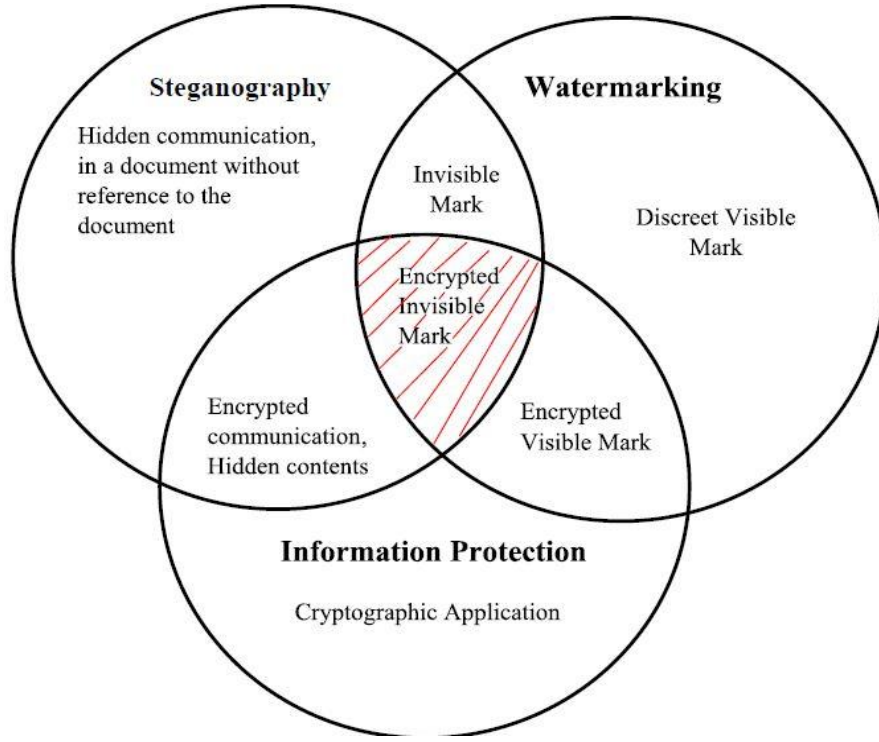 Steganography
Hidden communication,
in a document without
reference to the
document
Watermarking
Discreet Visible
Mark
Invisible
Mark
Encrypted
Invisible
Mark
Encrypted
communication,
Hidden contents
Encrypted
Visible Mark
Information Protection
Cryptographic Application